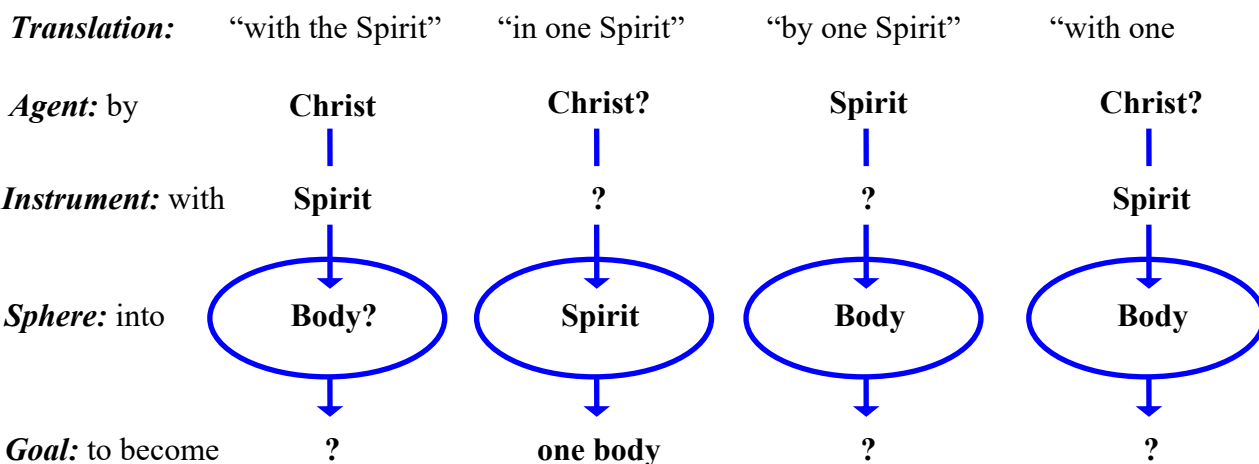 Translation: “with the Spirit” “in one Spirit” “by one Spirit” “with one
Agent: by Christ Christ? Spirit Christ?
Instrument: with Spirit ? ? Spirit
Sphere: into Body? Spirit Body Body
Goal: to become ? one body ? ?